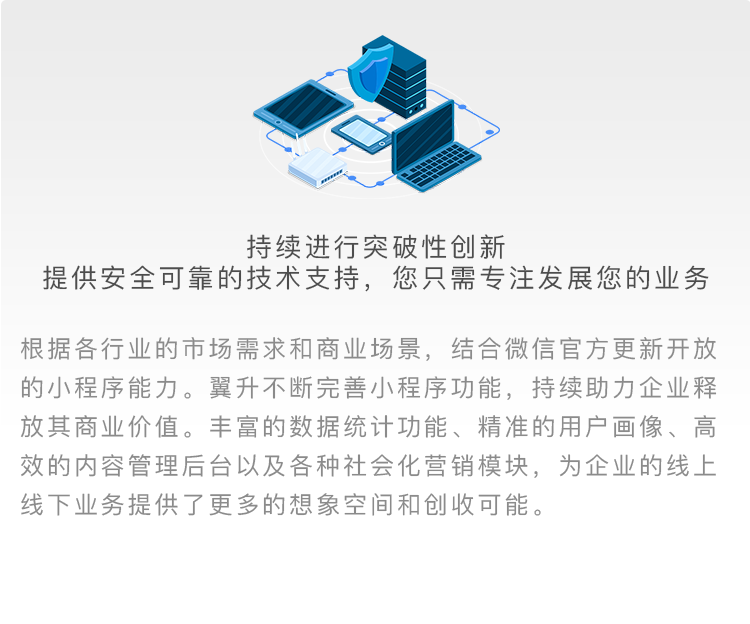 持续进行突破性创新
提供安全可靠的技术支持，您只需专注发展您的业务
根据各行业的市场需求和商业场景，结合微信官方更新开放
的小程序能力。翼升不断完善小程序功能，持续助力企业释
放其商业价值。丰富的数据统计功能、精准的用户画像、高
效的内容管理后台以及各种社会化营销模块，为企业的线上
线下业务提供了更多的想象空间和创收可能。